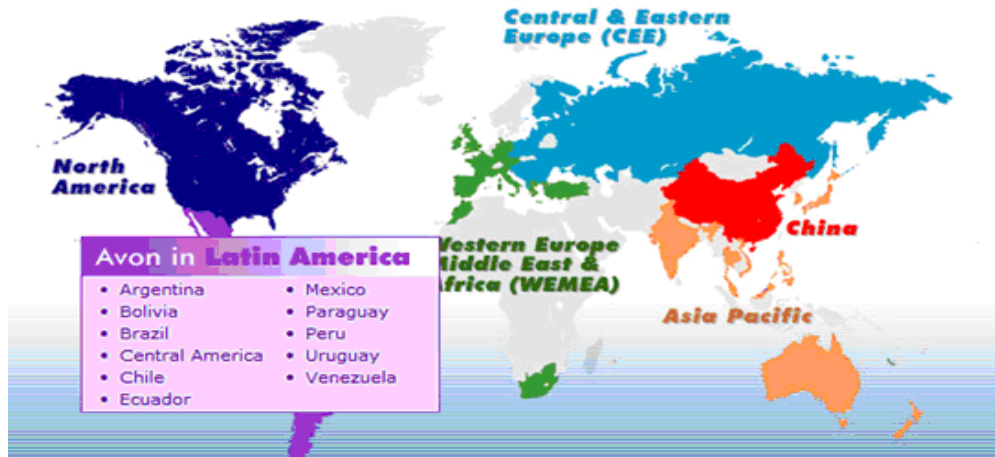 Central & Eastern
Europe (CEE)
North
America
China
Western Europe
Middle East &
Africa (WEMEA)
Asia Pacific
Avon in Latin America
• Argentina
• Bolivia
• Brazil
• Central America
• Chile
• Ecuador
• Mexico
• Paraguay
• Peru
• Uruguay
• Venezuela